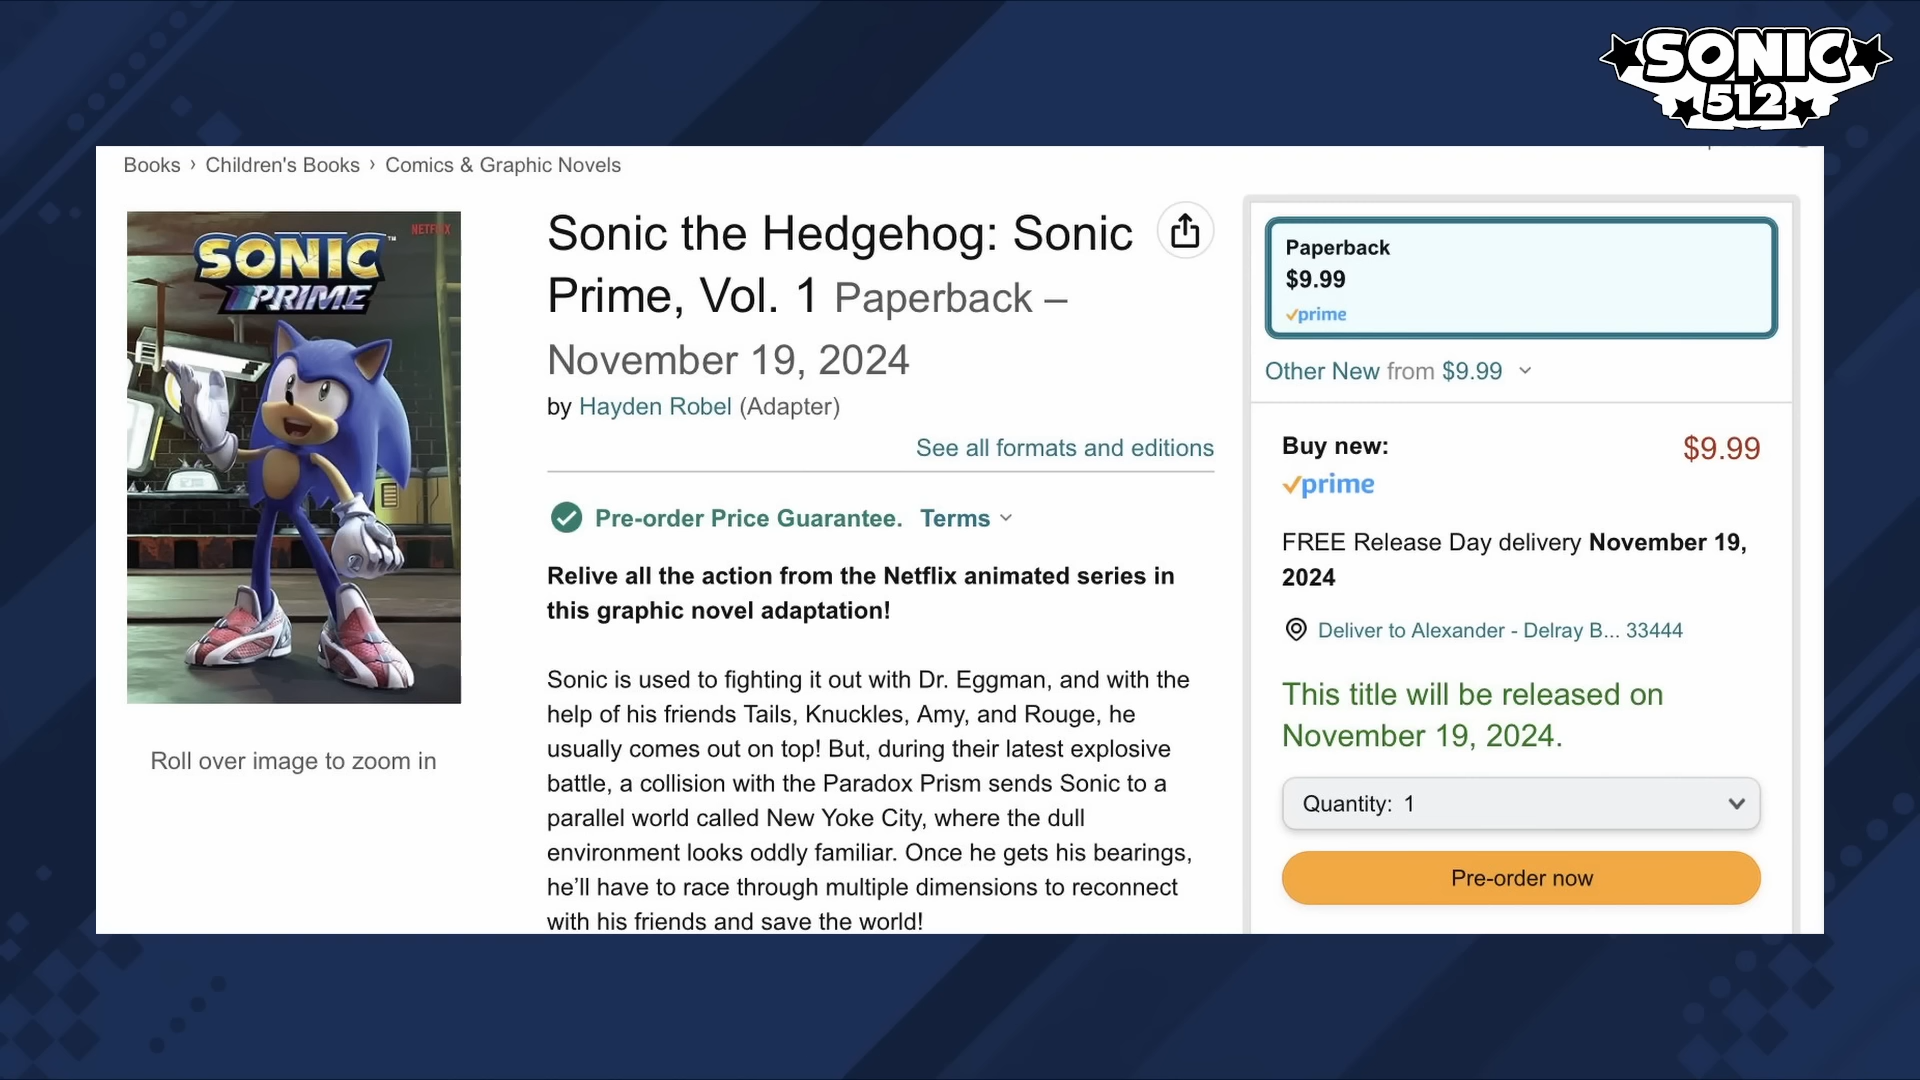 SONIC
512
Books › Children's Books › Comics & Graphic Novels
NETFLIX
SONIC™
PRIME
Roll over image to zoom in
Sonic the Hedgehog: Sonic
Prime, Vol. 1 Paperback –
November 19, 2024
by Hayden Robel (Adapter)
See all formats and editions
Pre-order Price Guarantee. Terms
Relive all the action from the Netflix animated series in
this graphic novel adaptation!
Sonic is used to fighting it out with Dr. Eggman, and with the
help of his friends Tails, Knuckles, Amy, and Rouge, he
usually comes out on top! But, during their latest explosive
battle, a collision with the Paradox Prism sends Sonic to a
parallel world called New Yoke City, where the dull
environment looks oddly familiar. Once he gets his bearings,
he’ll have to race through multiple dimensions to reconnect
with his friends and save the world!
Paperback
$9.99
prime
Other New from $9.99
Buy new: $9.99
prime
FREE Release Day delivery November 19,
2024
Deliver to Alexander - Delray B... 33444
This title will be released on
November 19, 2024.
Quantity: 1
Pre-order now